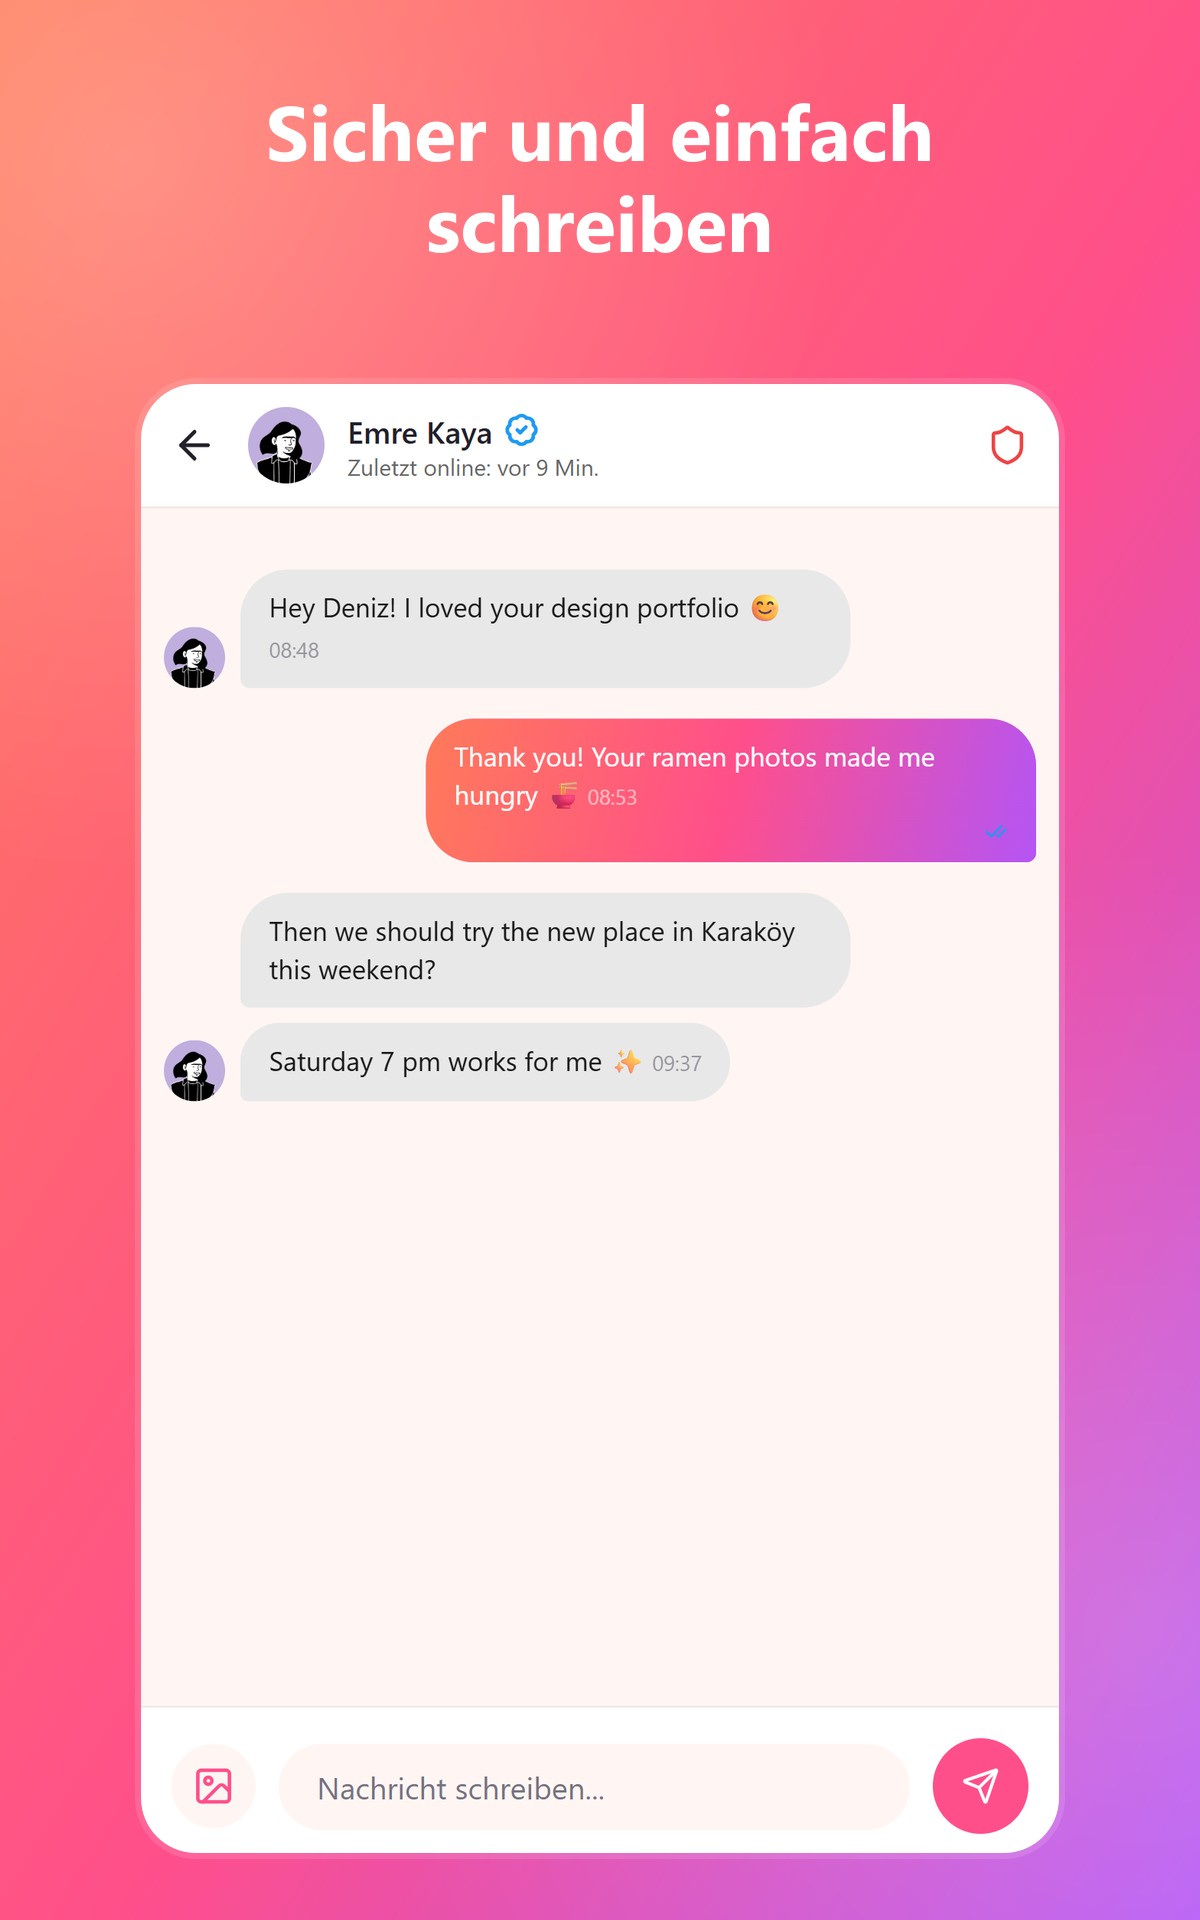 Sicher und einfach
schreiben
Emre Kaya
Zuletzt online: vor 9 Min.
Hey Deniz! I loved your design portfolio 😊
08:48
Thank you! Your ramen photos made me
hungry 🍜 08:53
Then we should try the new place in Karaköy
this weekend?
Saturday 7 pm works for me ✨ 09:37
Nachricht schreiben...